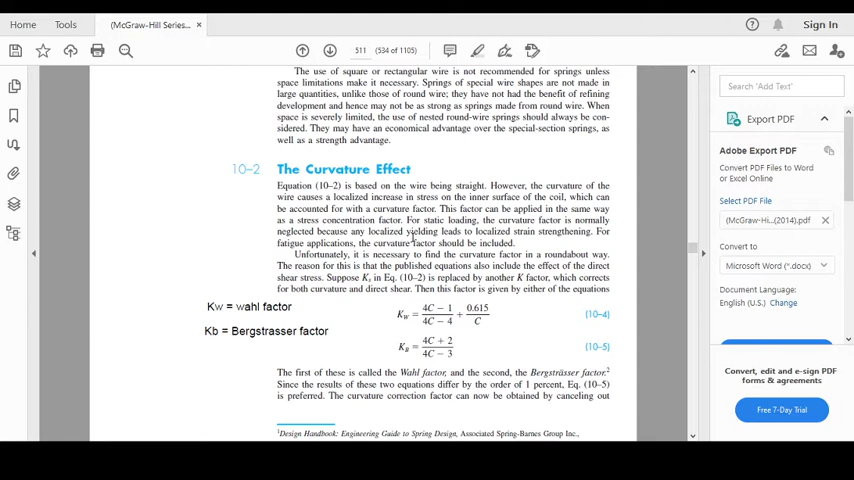 Home Tools (McGraw-Hill Series... × Sign In
511 (534 of 1105)
The use of square or rectangular wire is not recommended for springs unless
space limitations make it necessary. Springs of special wire shapes are not made in
large quantities, unlike those of round wire; they have not had the benefit of refining
development and hence may not be as strong as springs made from round wire. When
space is severely limited, the use of nested round-wire springs should always be con-
sidered. They may have an economical advantage over the special-section springs, as
well as a strength advantage.
10–2 The Curvature Effect
Equation (10–2) is based on the wire being straight. However, the curvature of the
wire causes a localized increase in stress on the inner surface of the coil, which can
be accounted for with a curvature factor. This factor can be applied in the same way
as a stress concentration factor. For static loading, the curvature factor is normally
neglected because any localized yielding leads to localized strain strengthening. For
fatigue applications, the curvature factor should be included.
Unfortunately, it is necessary to find the curvature factor in a roundabout way.
The reason for this is that the published equations also include the effect of the direct
shear stress. Suppose Ks in Eq. (10–2) is replaced by another K factor, which corrects
for both curvature and direct shear. Then this factor is given by either of the equations
Kw = wahl factor
KW = (4C − 1)/(4C − 4) + 0.615/C (10–4)
Kb = Bergstrasser factor
KB = (4C + 2)/(4C − 3) (10–5)
The first of these is called the Wahl factor, and the second, the Bergsträsser factor.2
Since the results of these two equations differ by the order of 1 percent, Eq. (10–5)
is preferred. The curvature correction factor can now be obtained by canceling out
1Design Handbook: Engineering Guide to Spring Design, Associated Spring-Barnes Group Inc.,
Search 'Add Text'
Export PDF
Adobe Export PDF
Convert PDF Files to Word
or Excel Online
Select PDF File
(McGraw-Hi...(2014).pdf ×
Convert to
Microsoft Word (*.docx)
Document Language:
English (U.S.) Change
Convert, edit and e-sign PDF
forms & agreements
Free 7-Day Trial